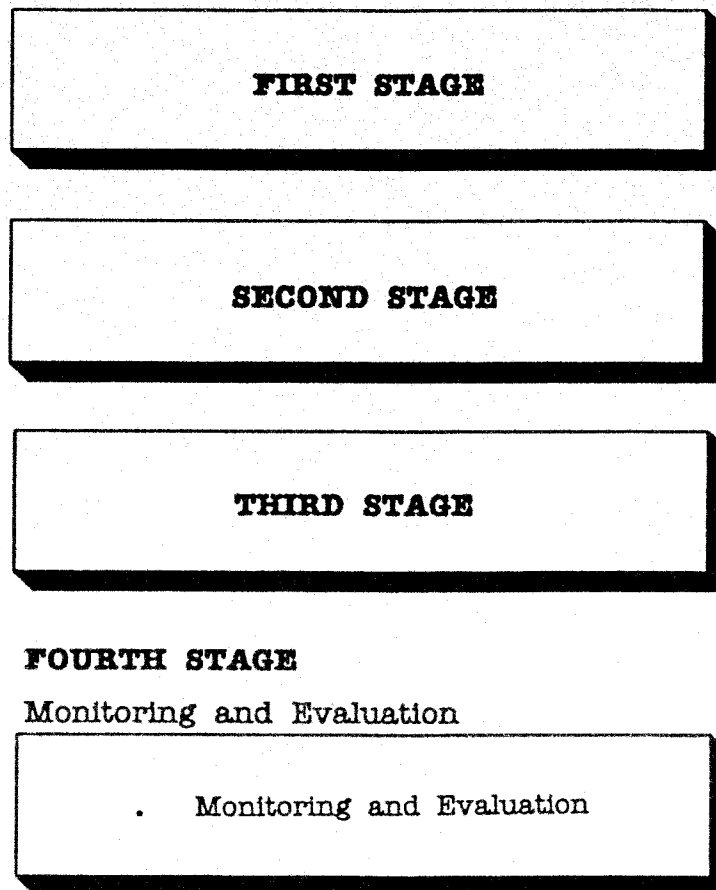 FIRST STAGE
SECOND STAGE
THIRD STAGE
FOURTH STAGE
Monitoring and Evaluation
. Monitoring and Evaluation